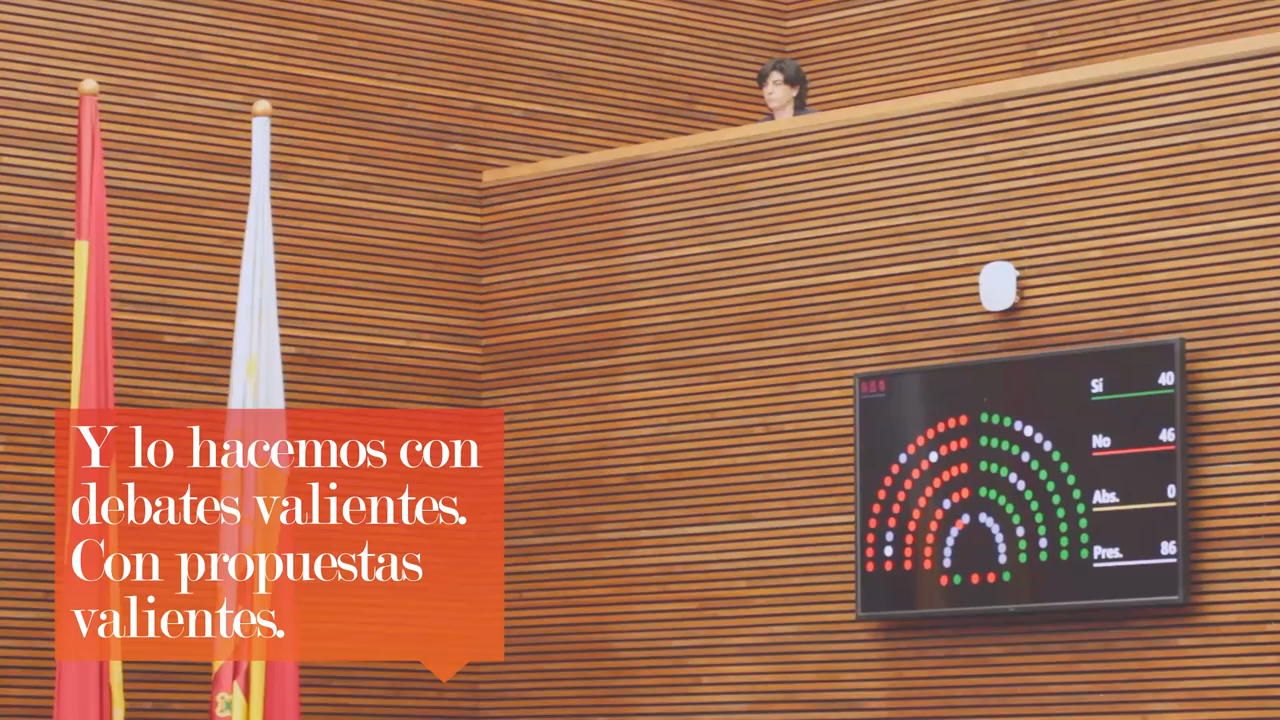 Y lo hacemos con
debates valientes.
Con propuestas
valientes.
Sí 40
No 46
Abs. 0
Pres. 86